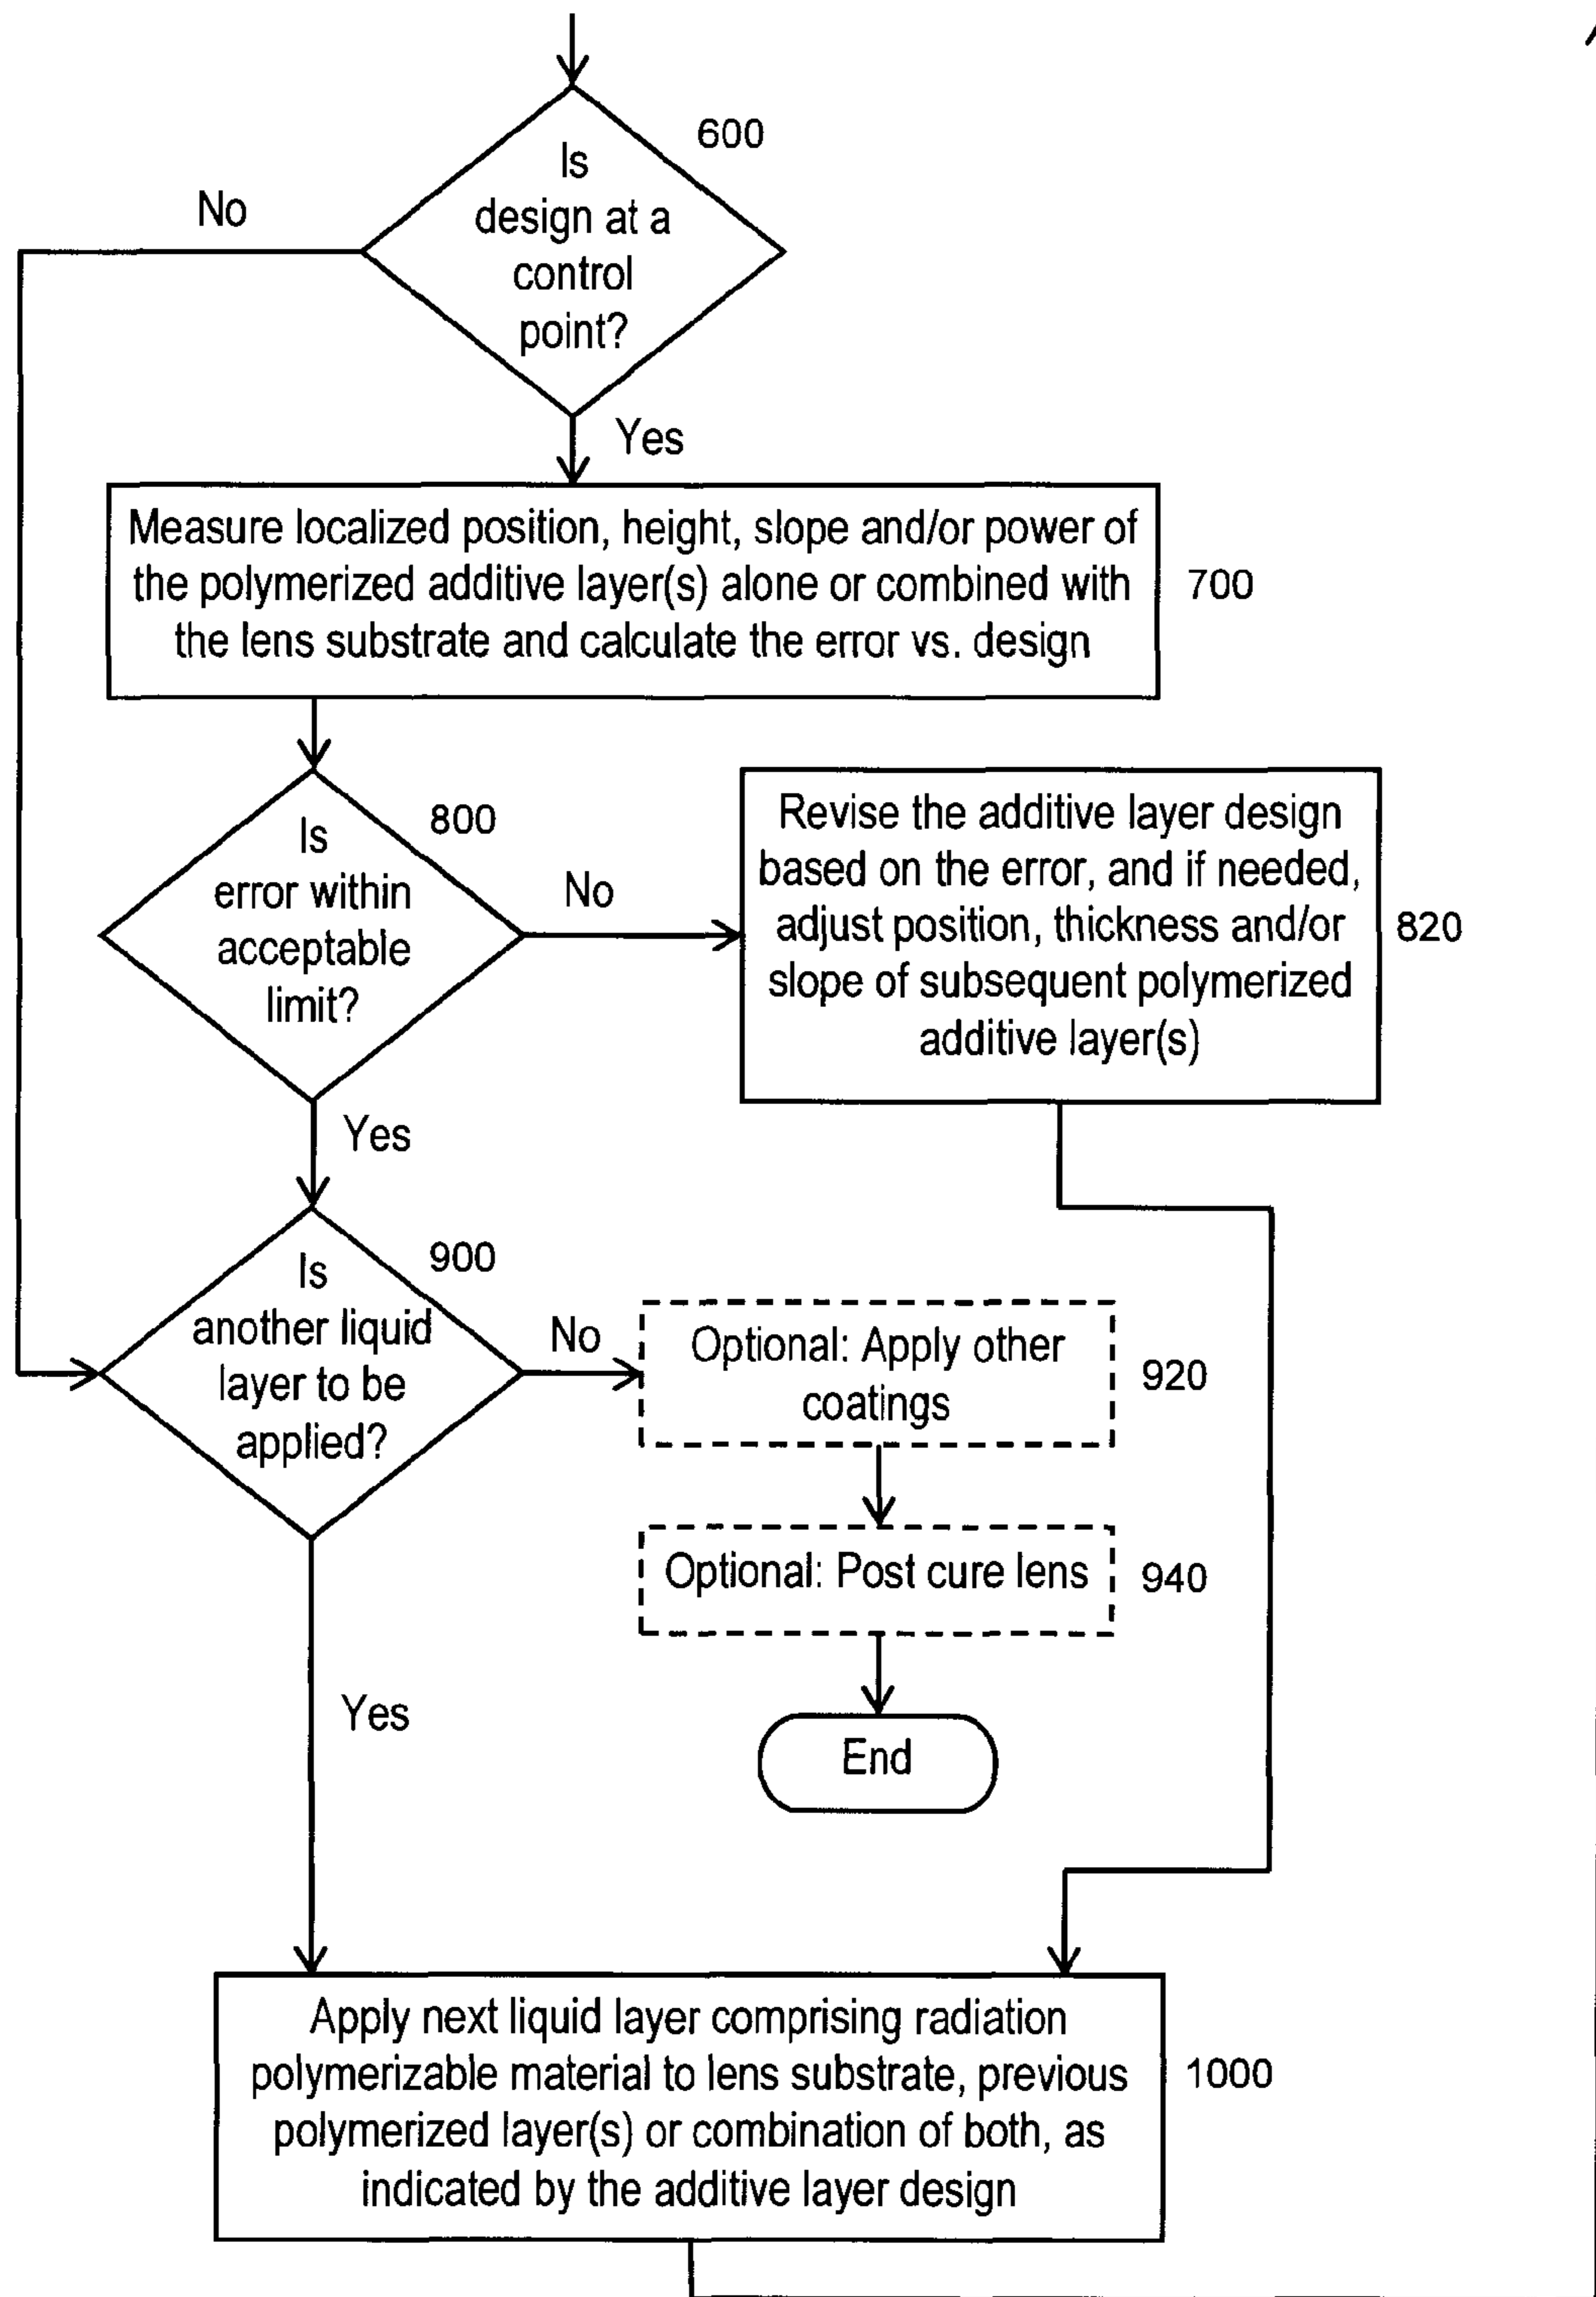 600
Is
design at a
control
point?
No
Yes
Measure localized position, height, slope and/or power of
the polymerized additive layer(s) alone or combined with
the lens substrate and calculate the error vs. design
700
Is
error within
acceptable
limit?
800
No
Revise the additive layer design
based on the error, and if needed,
adjust position, thickness and/or
slope of subsequent polymerized
additive layer(s)
820
Yes
Is
another liquid
layer to be
applied?
900
No
Optional: Apply other
coatings
920
Optional: Post cure lens
940
End
Yes
Apply next liquid layer comprising radiation
polymerizable material to lens substrate, previous
polymerized layer(s) or combination of both, as
indicated by the additive layer design
1000